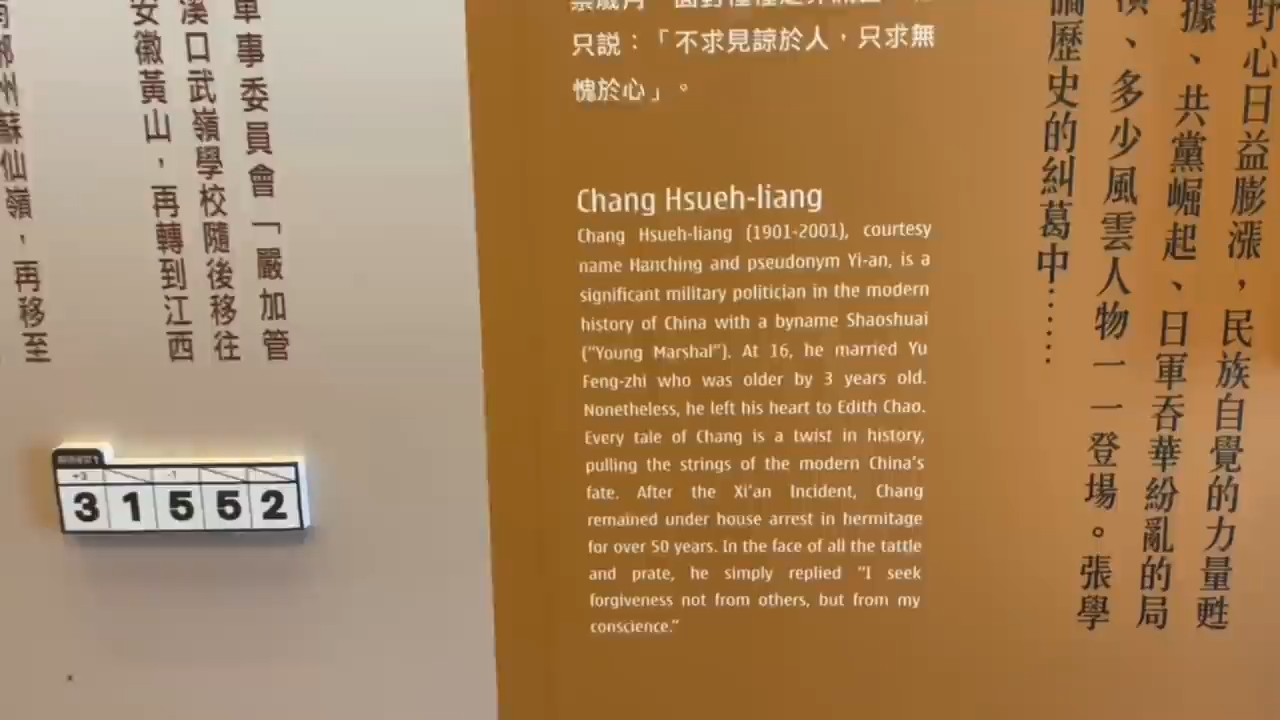 野心日益膨漲，民族自覺的力量甦
據、共黨崛起、日軍吞華紛亂的局
、多少風雲人物一一登場。張學
歷史的糾葛中……
只説：「不求見諒於人，只求無
愧於心」。
Chang Hsueh-liang
Chang Hsueh-liang (1901-2001), courtesy
name Hanching and pseudonym Yi-an, is a
significant military politician in the modern
history of China with a byname Shaoshuai
("Young Marshal"). At 16, he married Yu
Feng-zhi who was older by 3 years old.
Nonetheless, he left his heart to Edith Chao.
Every tale of Chang is a twist in history,
pulling the strings of the modern China's
fate. After the Xi'an Incident, Chang
remained under house arrest in hermitage
for over 50 years. In the face of all the tattle
and prate, he simply replied "I seek
forgiveness not from others, but from my
conscience."
軍事委員會「嚴加管
溪口武嶺學校隨後移往
安徽黃山，再轉到江西
郴州蘇仙嶺，再移至
+3 -1
3 1 5 5 2